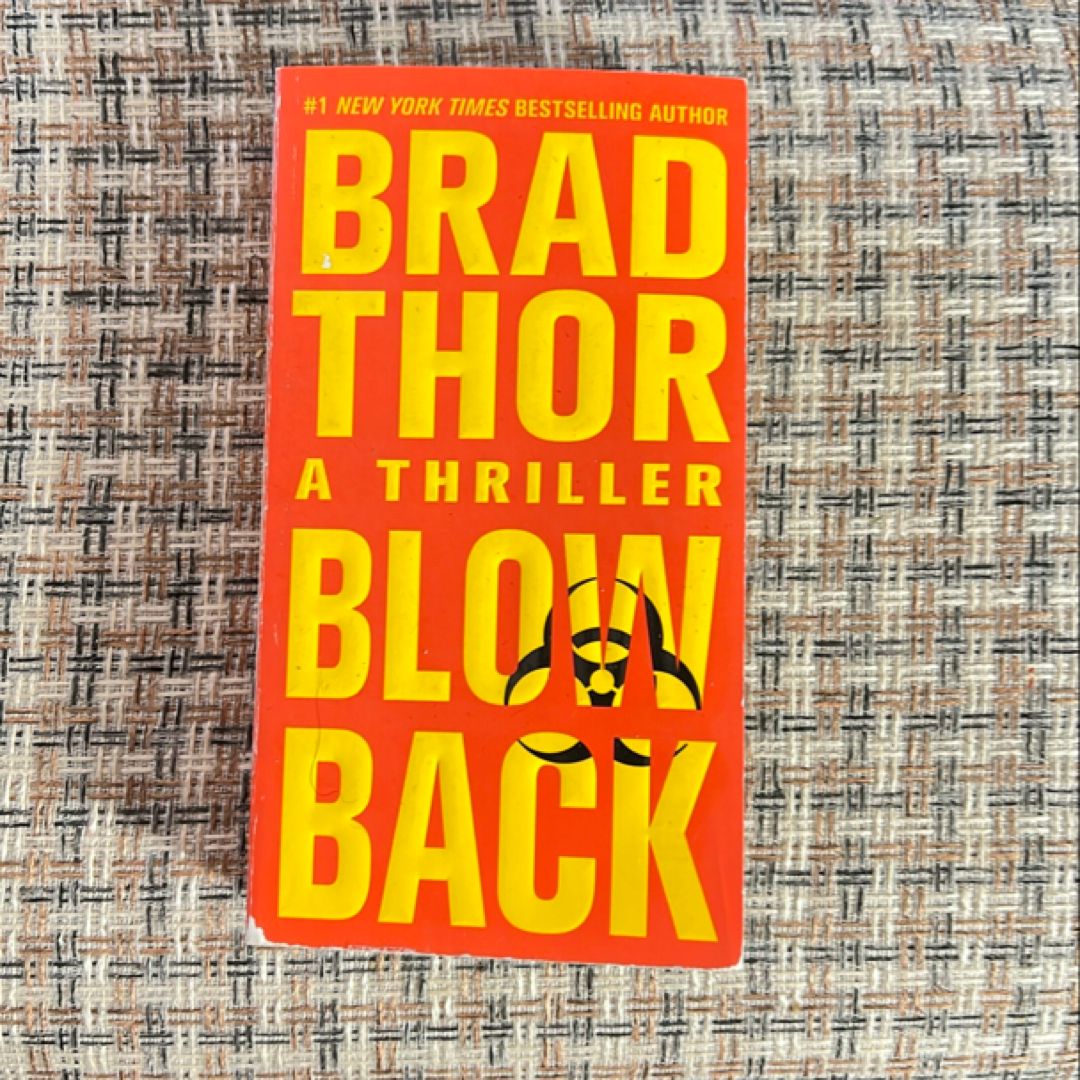 #1 NEW YORK TIMES BESTSELLING AUTHOR
BRAD
THOR
A THRILLER
BLOW
BACK